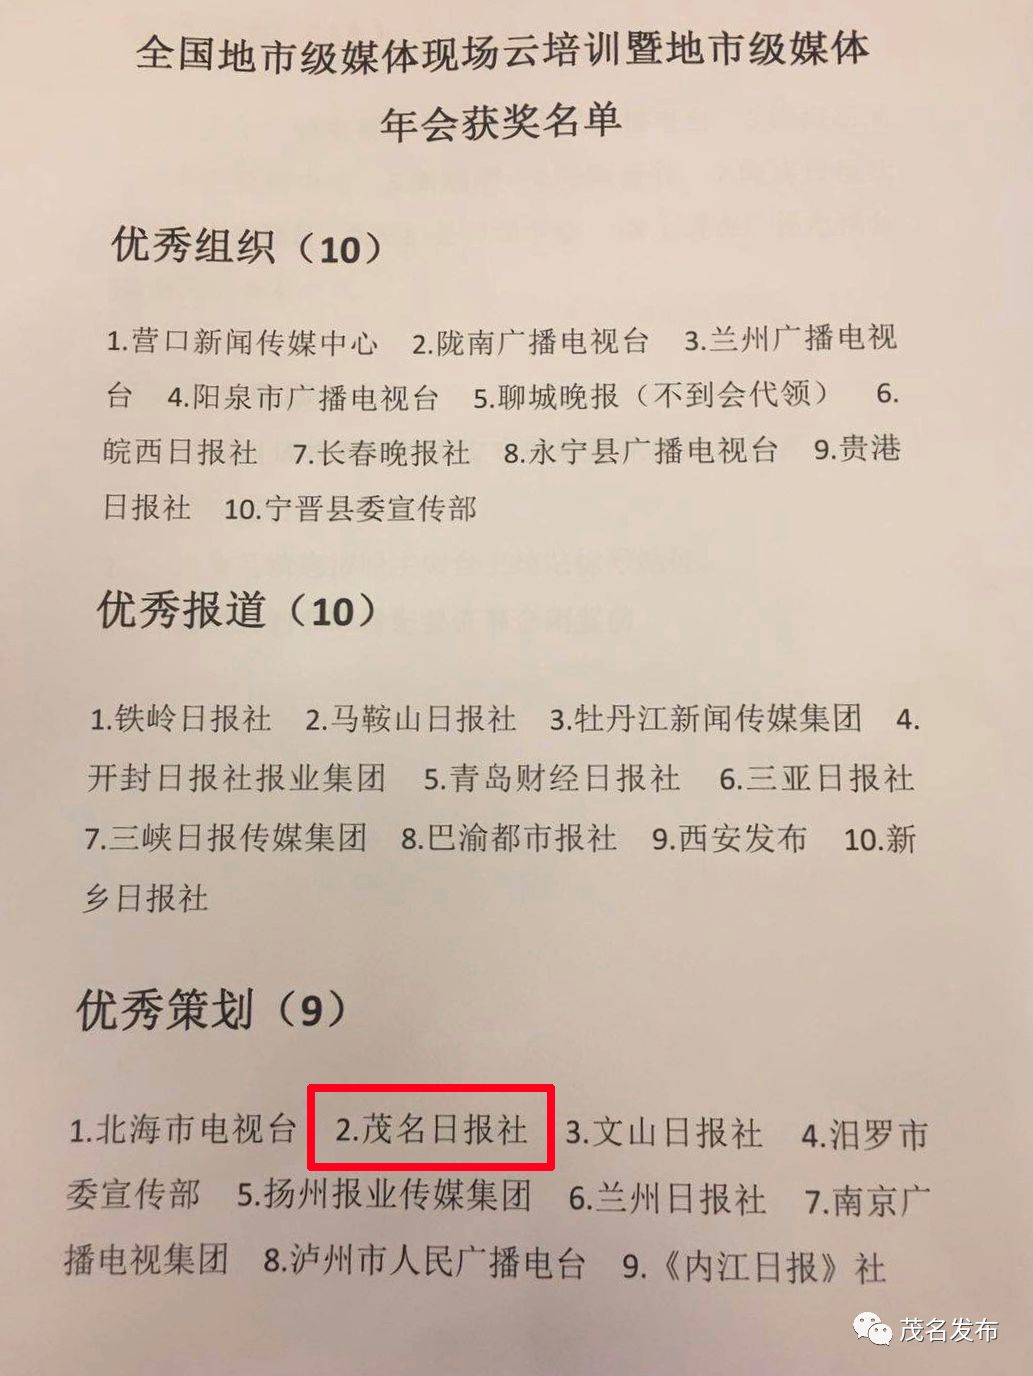 全国地市级媒体现场云培训暨地市级媒体
年会获奖名单
优秀组织（10）
1.营口新闻传媒中心 2.陇南广播电视台 3.兰州广播电视
台 4.阳泉市广播电视台 5.聊城晚报（不到会代领） 6.
皖西日报社 7.长春晚报社 8.永宁县广播电视台 9.贵港
日报社 10.宁晋县委宣传部
优秀报道（10）
1.铁岭日报社 2.马鞍山日报社 3.牡丹江新闻传媒集团 4.
开封日报社报业集团 5.青岛财经日报社 6.三亚日报社
7.三峡日报传媒集团 8.巴渝都市报社 9.西安发布 10.新
乡日报社
优秀策划（9）
1.北海市电视台 2.茂名日报社 3.文山日报社 4.汨罗市
委宣传部 5.扬州报业传媒集团 6.兰州日报社 7.南京广
播电视集团 8.泸州市人民广播电台 9.《内江日报》社
茂名发布